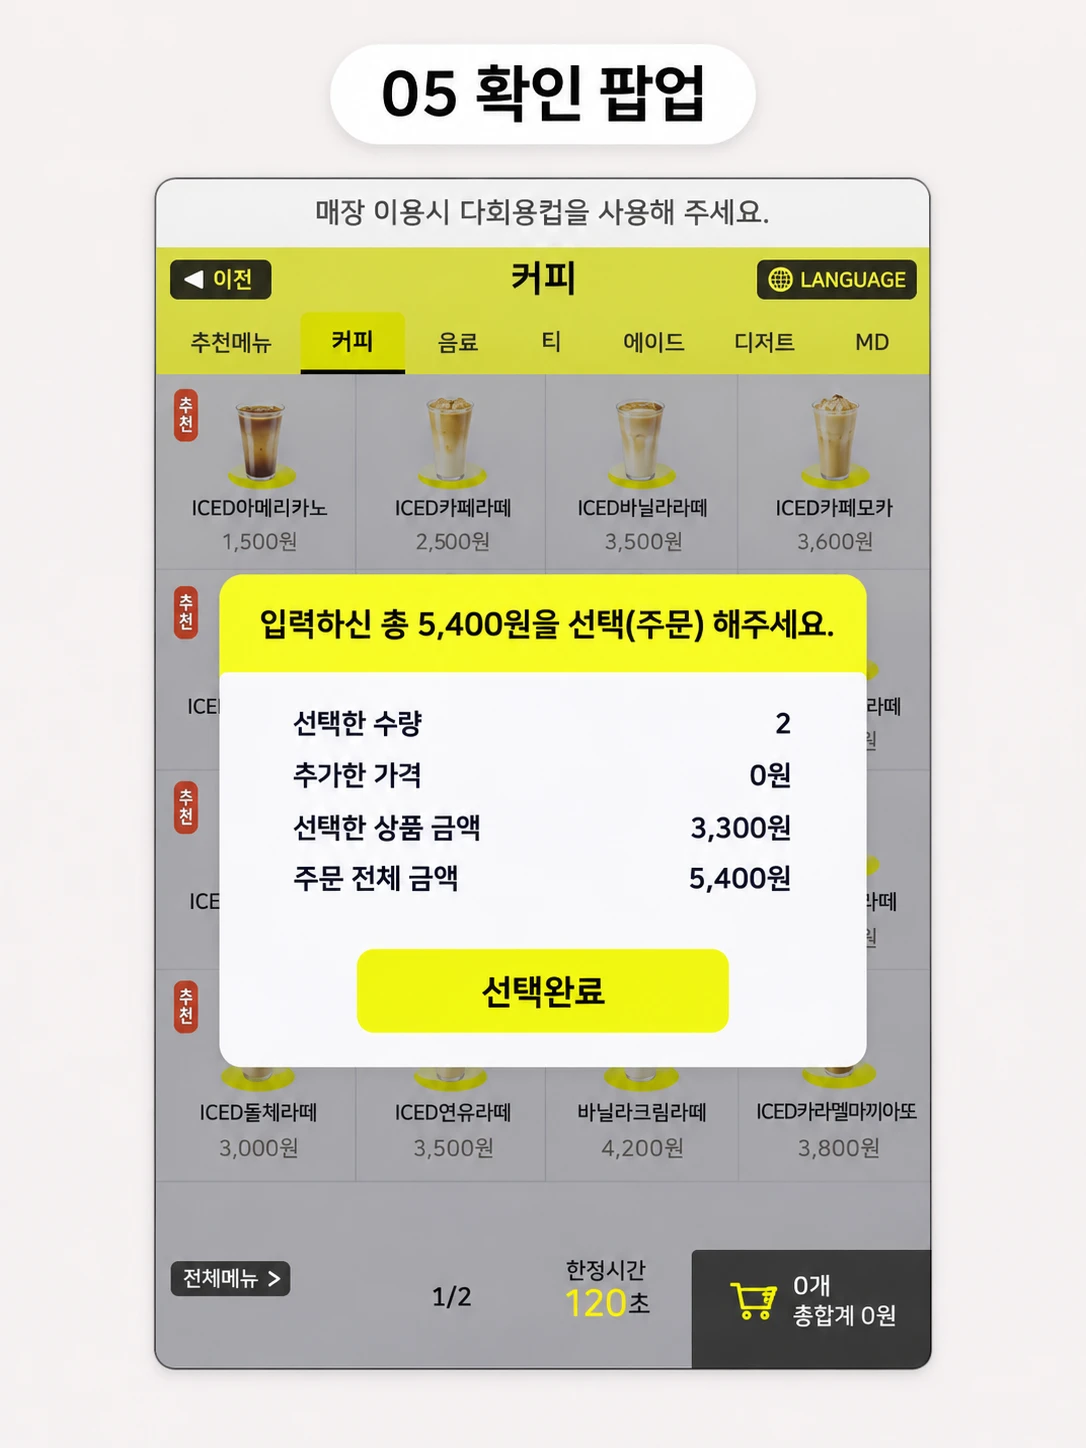 05 확인 팝업
매장 이용시 다회용컵을 사용해 주세요.
◀ 이전
커피
LANGUAGE
추천메뉴 커피 음료 티 에이드 디저트 MD
추천
ICED아메리카노 ICED카페라떼 ICED바닐라라떼 ICED카페모카
1,500원 2,500원 3,500원 3,600원
추천
입력하신 총 5,400원을 선택(주문) 해주세요.
라떼
원
선택한 수량 2
추가한 가격 0원
선택한 상품 금액 3,300원
주문 전체 금액 5,400원
선택완료
추천
라떼
원
추천
ICED돌체라떼 ICED연유라떼 바닐라크림라떼 ICED카라멜마끼아또
3,000원 3,500원 4,200원 3,800원
전체메뉴 >
1/2
한정시간
120초
0개
총합계 0원